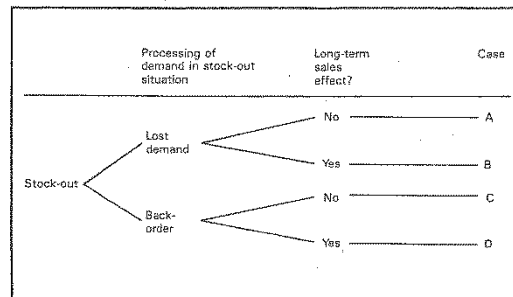 Processing of demand in stock-out situation
Long-term sales effect?
Case
No
A
Lost demand
Yes
B
Stock-out
No
C
Back-order
Yes
D